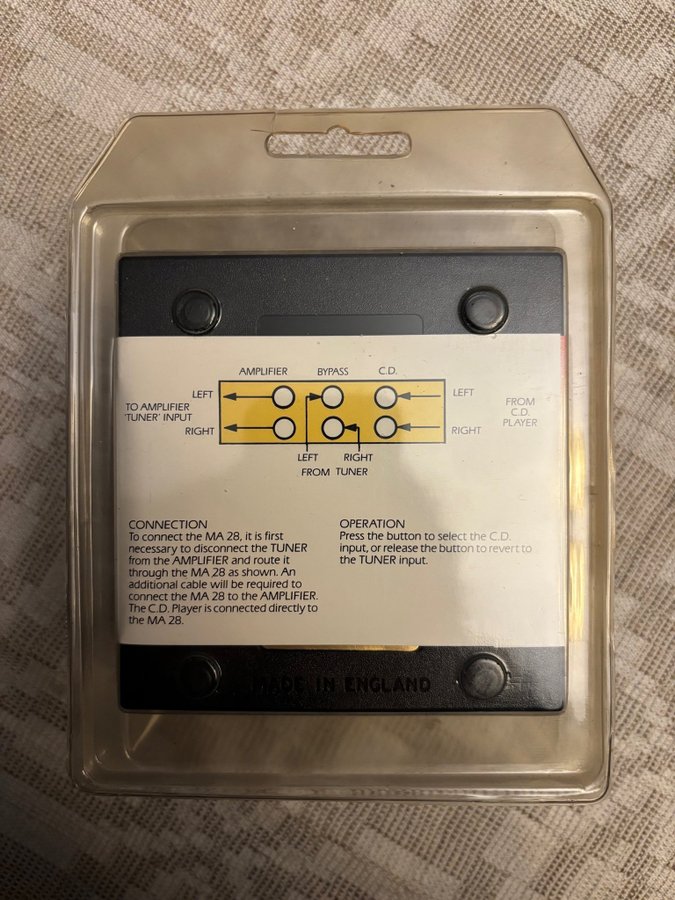 AMPLIFIER BYPASS C.D.
LEFT LEFT
TO AMPLIFIER
'TUNER' INPUT
FROM
C.D.
PLAYER
RIGHT RIGHT
LEFT RIGHT
FROM TUNER
CONNECTION
To connect the MA 28, it is first
necessary to disconnect the TUNER
from the AMPLIFIER and route it
through the MA 28 as shown. An
additional cable will be required to
connect the MA 28 to the AMPLIFIER.
The C.D. Player is connected directly to
the MA 28.
OPERATION
Press the button to select the C.D.
input, or release the button to revert to
the TUNER input.
MADE IN ENGLAND